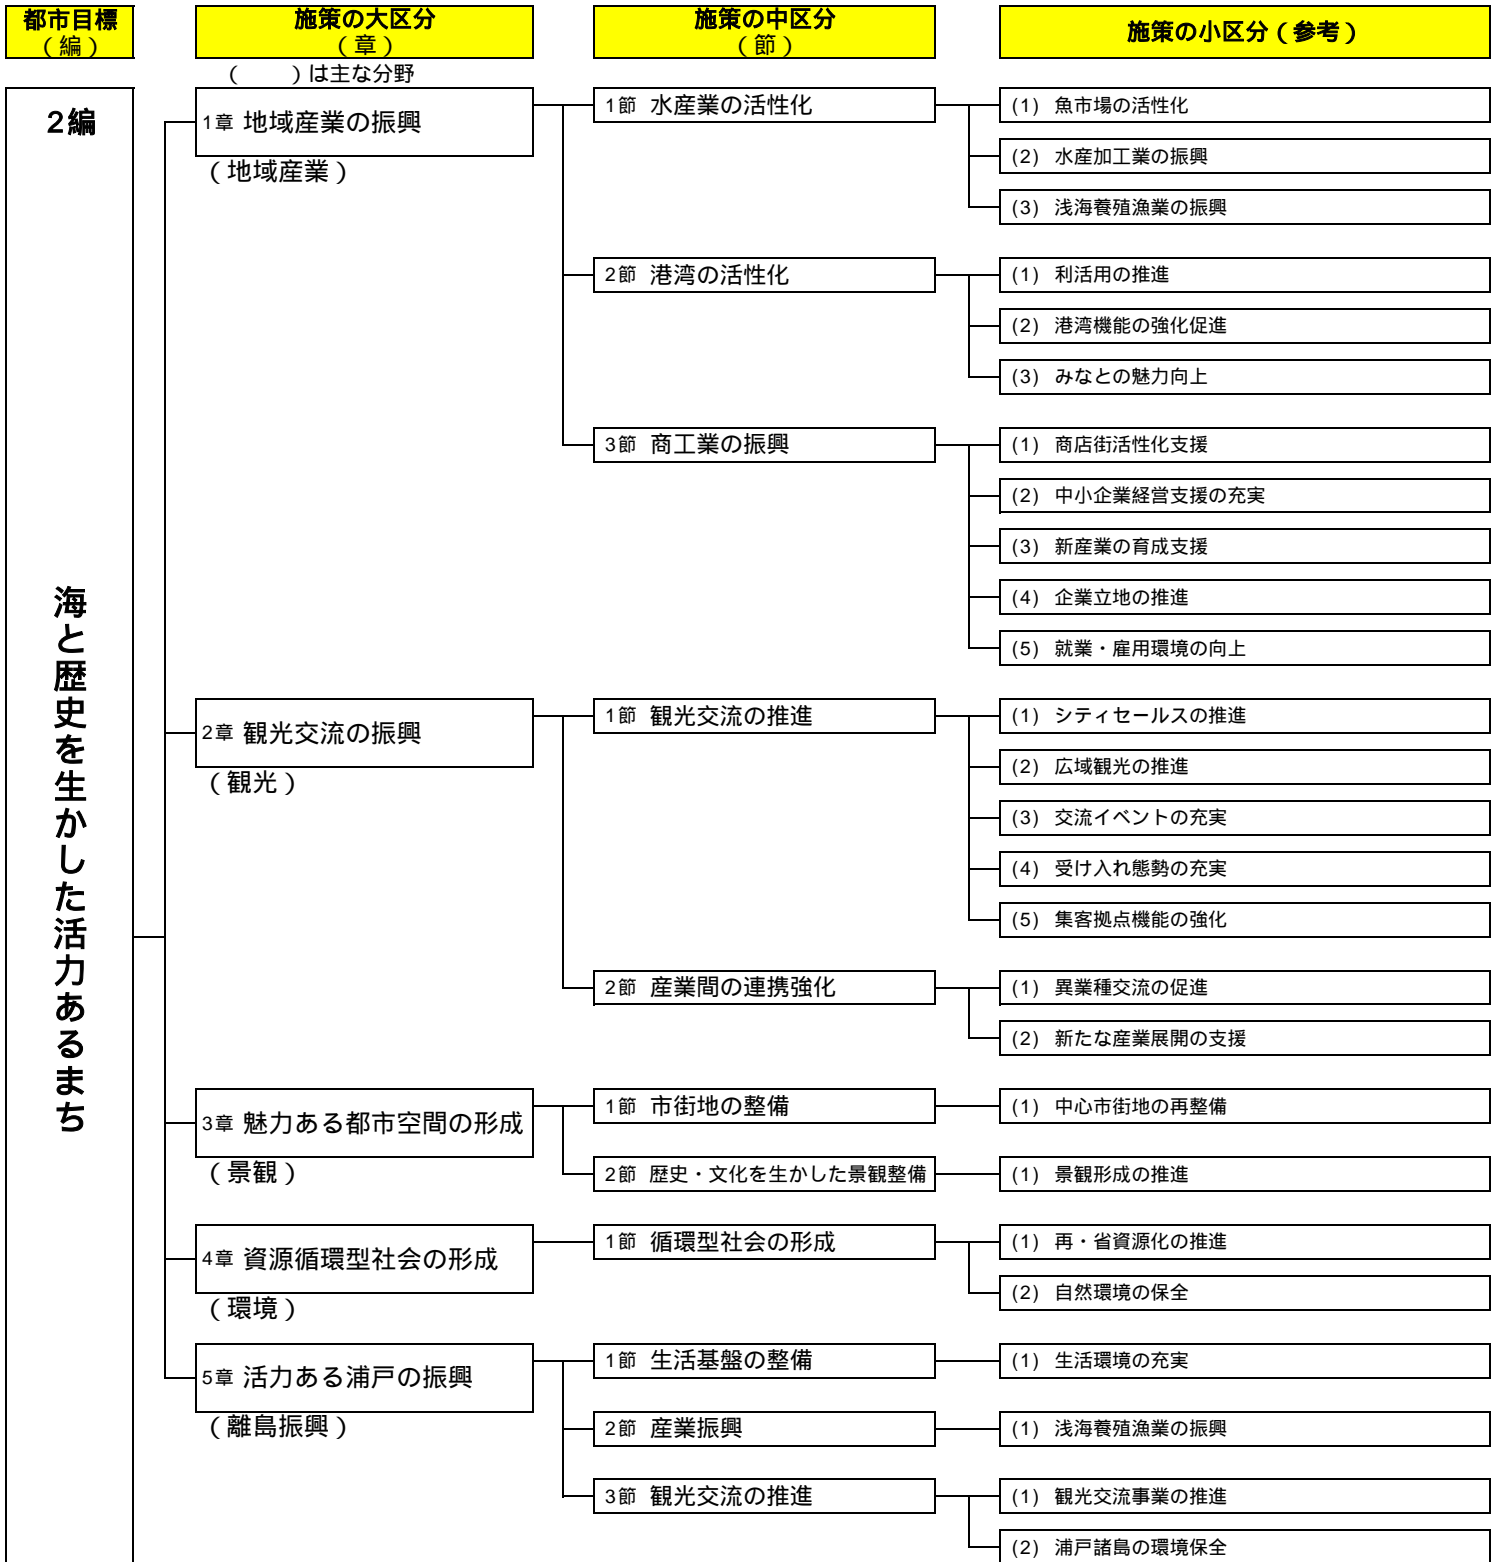 都市目標
（編）
施策の大区分
（章）
施策の中区分
（節）
施策の小区分（参考）
（　　）は主な分野
2編
海と歴史を生かした活力あるまち
1章 地域産業の振興
（地域産業）
1節 水産業の活性化
(1) 魚市場の活性化
(2) 水産加工業の振興
(3) 浅海養殖漁業の振興
2節 港湾の活性化
(1) 利活用の推進
(2) 港湾機能の強化促進
(3) みなとの魅力向上
3節 商工業の振興
(1) 商店街活性化支援
(2) 中小企業経営支援の充実
(3) 新産業の育成支援
(4) 企業立地の推進
(5) 就業・雇用環境の向上
2章 観光交流の振興
（観光）
1節 観光交流の推進
(1) シティセールスの推進
(2) 広域観光の推進
(3) 交流イベントの充実
(4) 受け入れ態勢の充実
(5) 集客拠点機能の強化
2節 産業間の連携強化
(1) 異業種交流の促進
(2) 新たな産業展開の支援
3章 魅力ある都市空間の形成
（景観）
1節 市街地の整備
(1) 中心市街地の再整備
2節 歴史・文化を生かした景観整備
(1) 景観形成の推進
4章 資源循環型社会の形成
（環境）
1節 循環型社会の形成
(1) 再・省資源化の推進
(2) 自然環境の保全
5章 活力ある浦戸の振興
（離島振興）
1節 生活基盤の整備
(1) 生活環境の充実
2節 産業振興
(1) 浅海養殖漁業の振興
3節 観光交流の推進
(1) 観光交流事業の推進
(2) 浦戸諸島の環境保全